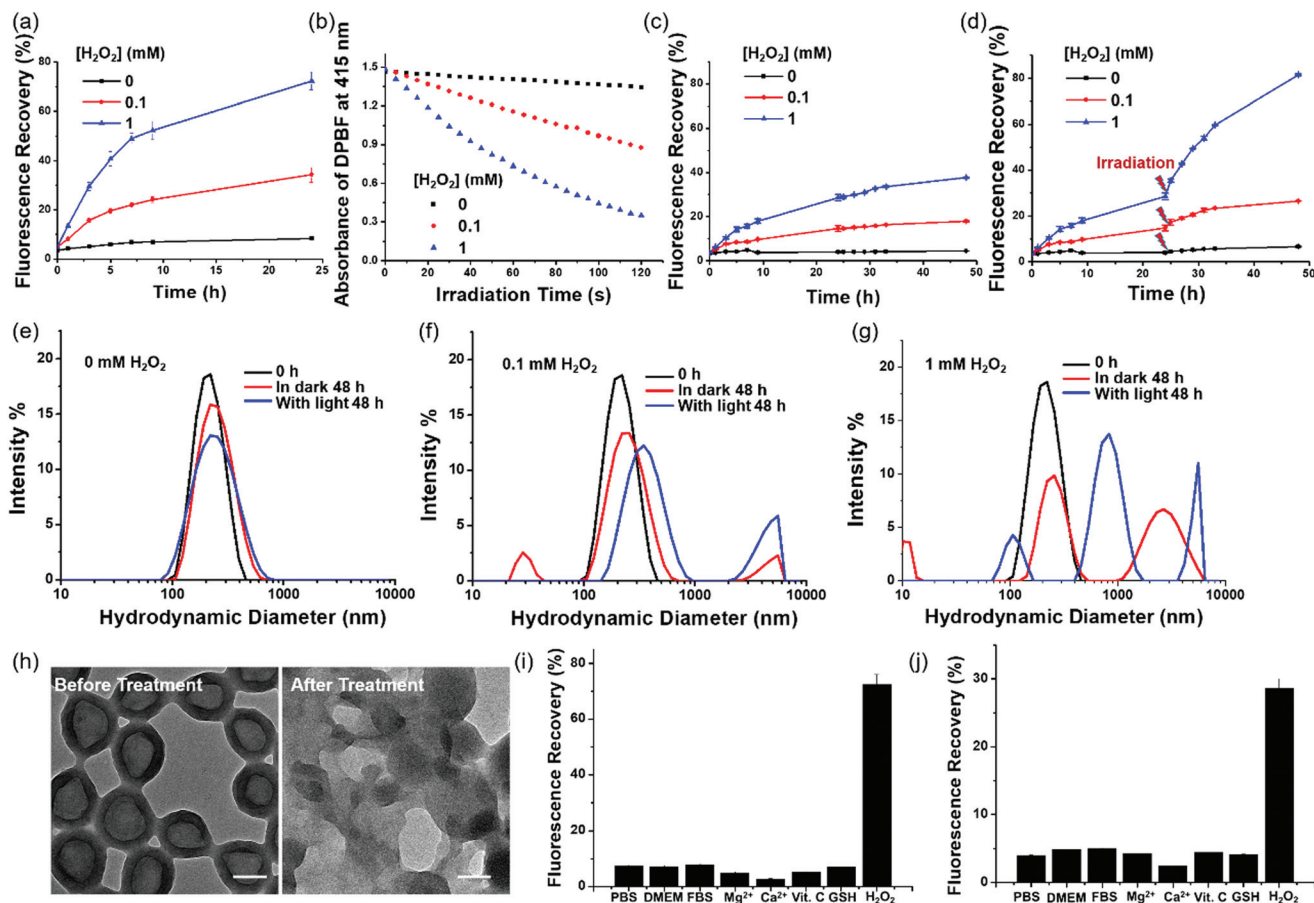 (a)
Fluorescence Recovery (%)
80
60
40
20
0
[H₂O₂] (mM)
0
0.1
1
0 5 10 15 20 25
Time (h)
(b)
Absorbance of DPBF at 415 nm
1.5
1.2
0.9
0.6
0.3
0.0
[H₂O₂] (mM)
0
0.1
1
0 20 40 60 80 100 120
Irradiation Time (s)
(c)
Fluorescence Recovery (%)
80
60
40
20
0
[H₂O₂] (mM)
0
0.1
1
0 10 20 30 40 50
Time (h)
(d)
Fluorescence Recovery (%)
80
60
40
20
0
[H₂O₂] (mM)
0
0.1
1
Irradiation
0 10 20 30 40 50
Time (h)
(e)
Intensity %
20
15
10
5
0
0 mM H₂O₂
0 h
In dark 48 h
With light 48 h
10 100 1000 10000
Hydrodynamic Diameter (nm)
(f)
Intensity %
20
15
10
5
0
0.1 mM H₂O₂
0 h
In dark 48 h
With light 48 h
10 100 1000 10000
Hydrodynamic Diameter (nm)
(g)
Intensity %
20
15
10
5
0
1 mM H₂O₂
0 h
In dark 48 h
With light 48 h
10 100 1000 10000
Hydrodynamic Diameter (nm)
(h)
Before Treatment
After Treatment
(i)
Fluorescence Recovery (%)
80
60
40
20
0
PBS DMEM FBS Mg²⁺ Ca²⁺ Vit. C GSH H₂O₂
(j)
Fluorescence Recovery (%)
30
20
10
0
PBS DMEM FBS Mg²⁺ Ca²⁺ Vit. C GSH H₂O₂